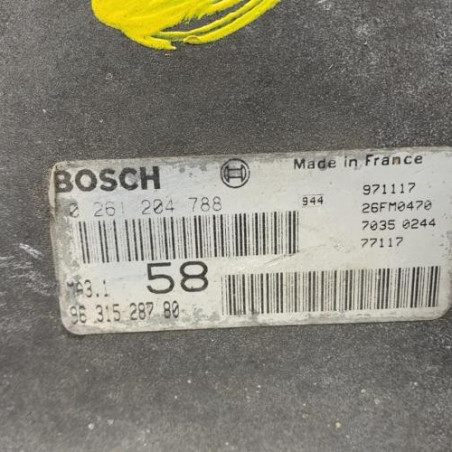 BOSCH
Made in France
0 261 204 788
944
971117
26FM0470
7035 0244
77117
58
MA3.1
96 315 287 80